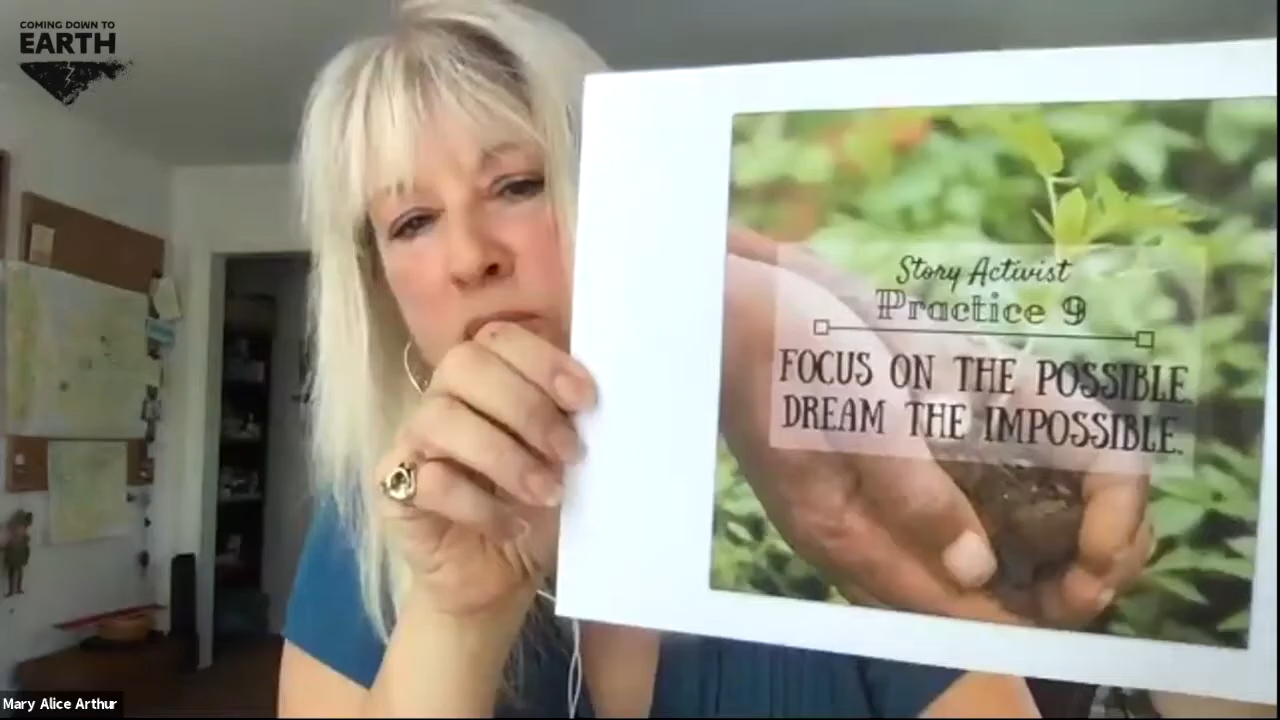 COMING DOWN TO
EARTH
Story Activist
Practice 9
FOCUS ON THE POSSIBLE.
DREAM THE IMPOSSIBLE.
Mary Alice Arthur